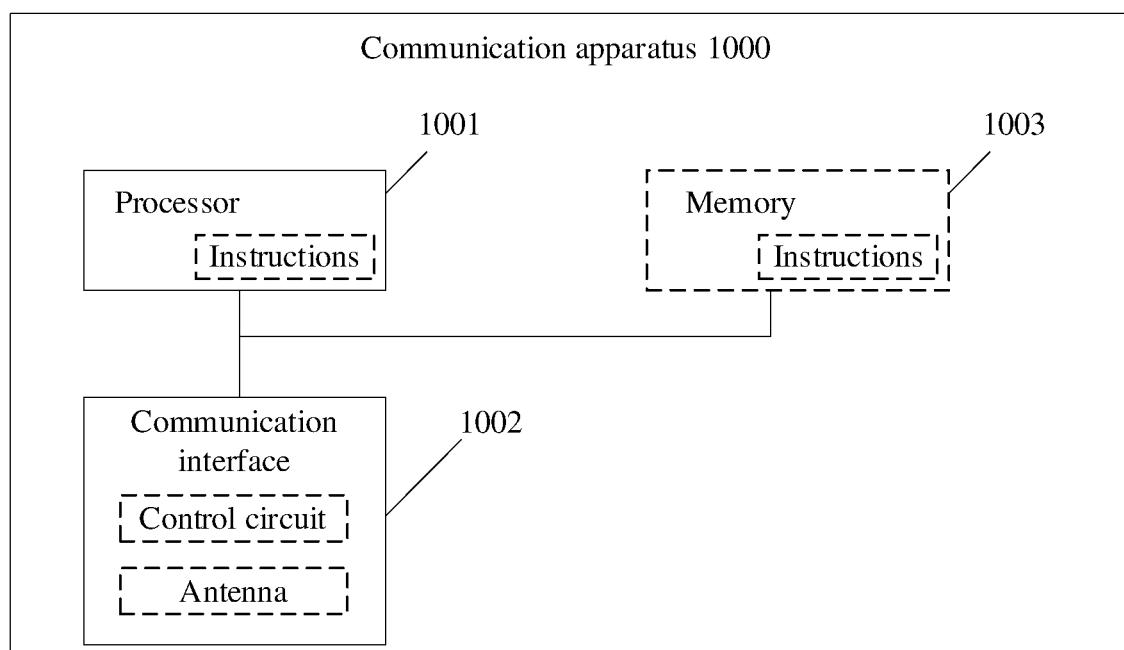 Communication apparatus 1000
1001
1003
Processor
Instructions
Memory
Instructions
Communication
interface
1002
Control circuit
Antenna